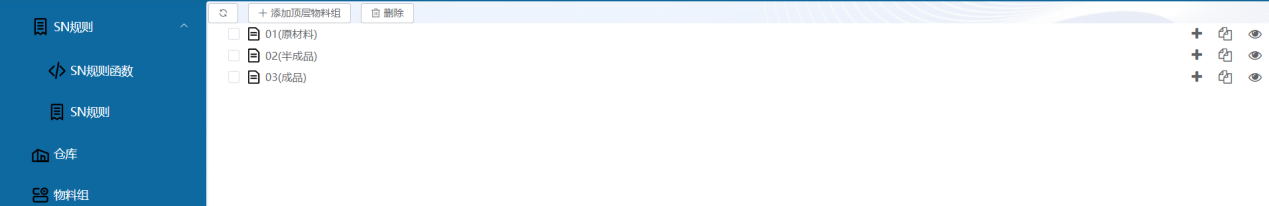 SN规则
SN规则函数
SN规则
仓库
物料组
添加顶层物料组 删除
01(原材料)
02(半成品)
03(成品)